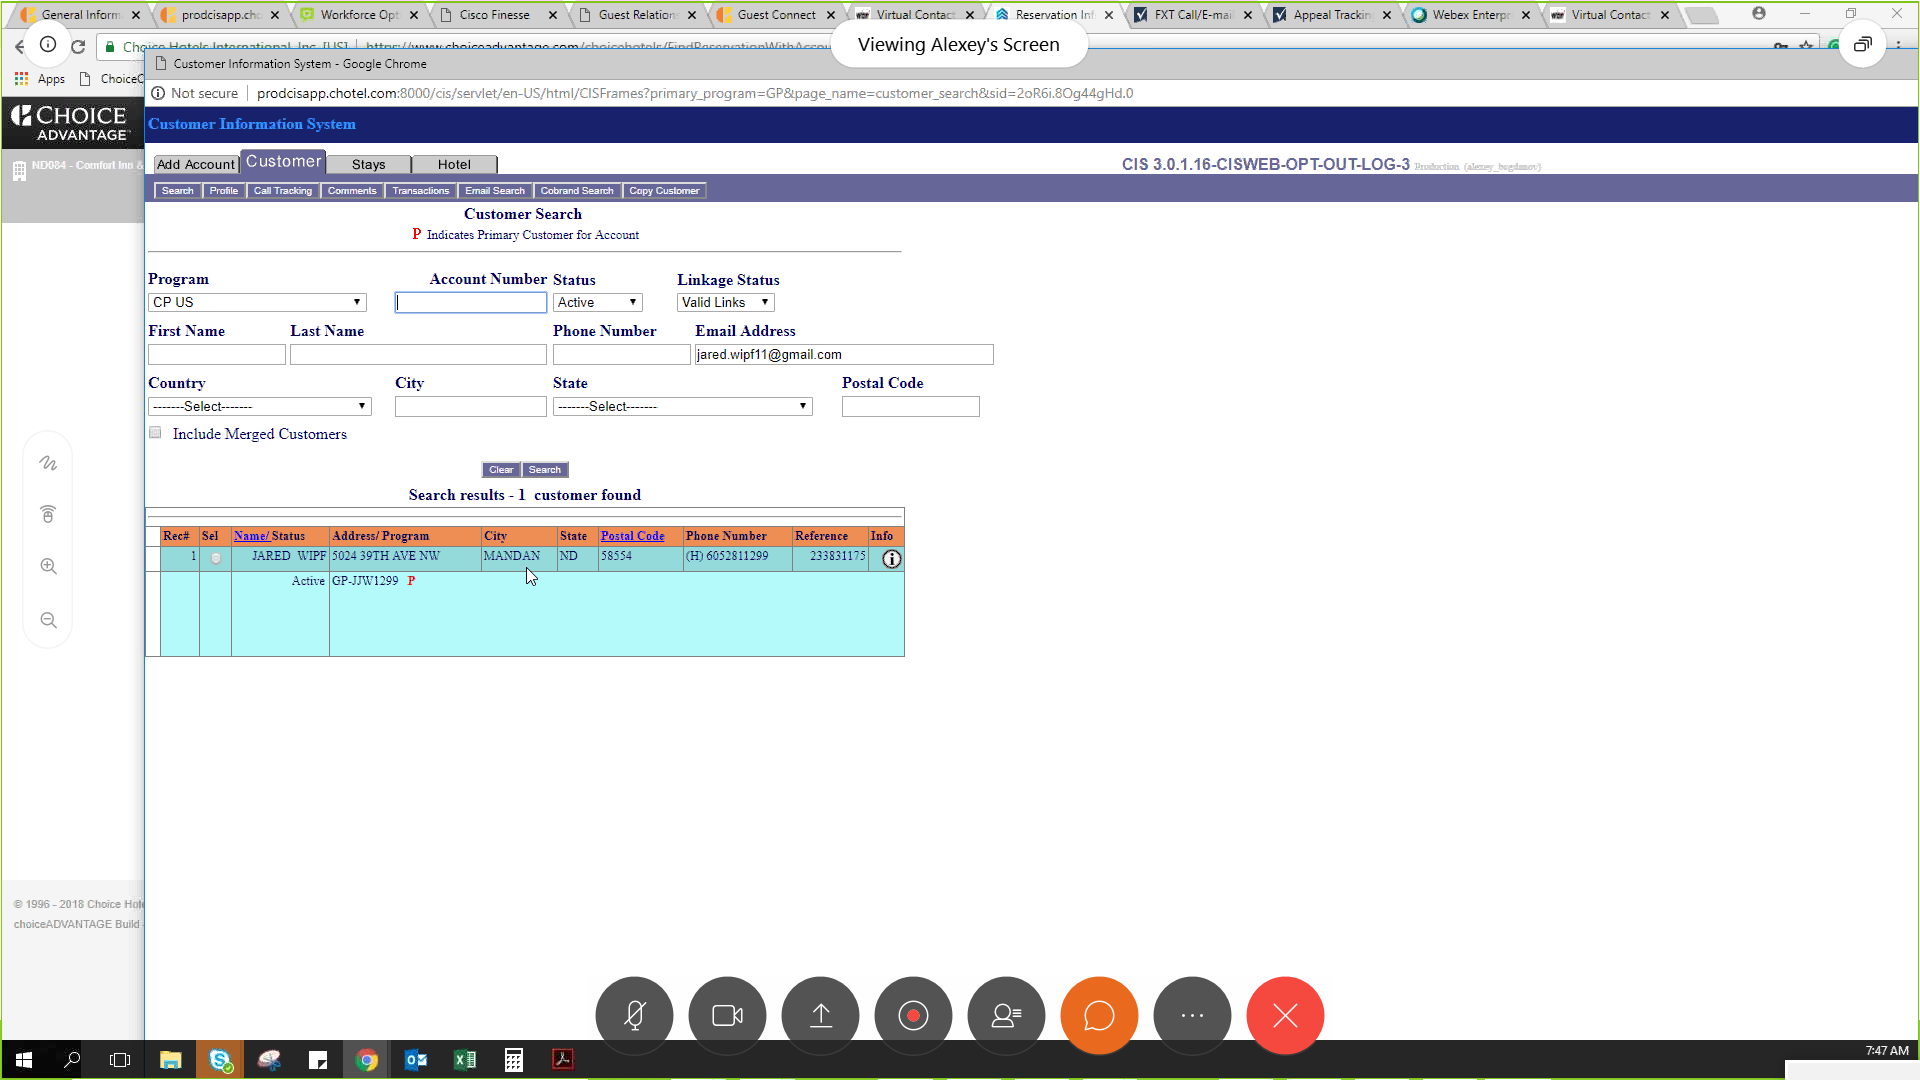 General Inform
prodcisapp.cho
Workforce Opt
Cisco Finesse
Guest Relation
Guest Connect
Virtual Contact
Reservation Inf
FXT Call/E-mail
Appeal Tracking
Webex Enterpr
Virtual Contact
Choice Hotels International, Inc. [US]
https://www.choiceadvantage.com/choicehotels/FindReservationWithAccou
Viewing Alexey's Screen
Apps
ChoiceC
Customer Information System - Google Chrome
Not secure
prodcisapp.chotel.com:8000/cis/servlet/en-US/html/CISFrames?primary_program=GP&page_name=customer_search&sid=2oR6i.8Og44gHd.0
CHOICE
ADVANTAGE
Customer Information System
ND084 - Comfort Inn &
Add Account
Customer
Stays
Hotel
CIS 3.0.1.16-CISWEB-OPT-OUT-LOG-3 Production (alexey_bogdanov)
Search
Profile
Call Tracking
Comments
Transactions
Email Search
Cobrand Search
Copy Customer
Customer Search
P Indicates Primary Customer for Account
Program
Account Number
Status
Linkage Status
CP US
Active
Valid Links
First Name
Last Name
Phone Number
Email Address
jared.wipf11@gmail.com
Country
City
State
Postal Code
-------Select-------
-------Select-------
Include Merged Customers
Clear
Search
Search results - 1 customer found
Rec# Sel Name/ Status Address/ Program City State Postal Code Phone Number Reference Info
1 JARED WIPF 5024 39TH AVE NW MANDAN ND 58554 (H) 6052811299 233831175
Active GP-JJW1299 P
© 1996 - 2018 Choice Hote
choiceADVANTAGE Build
7:47 AM